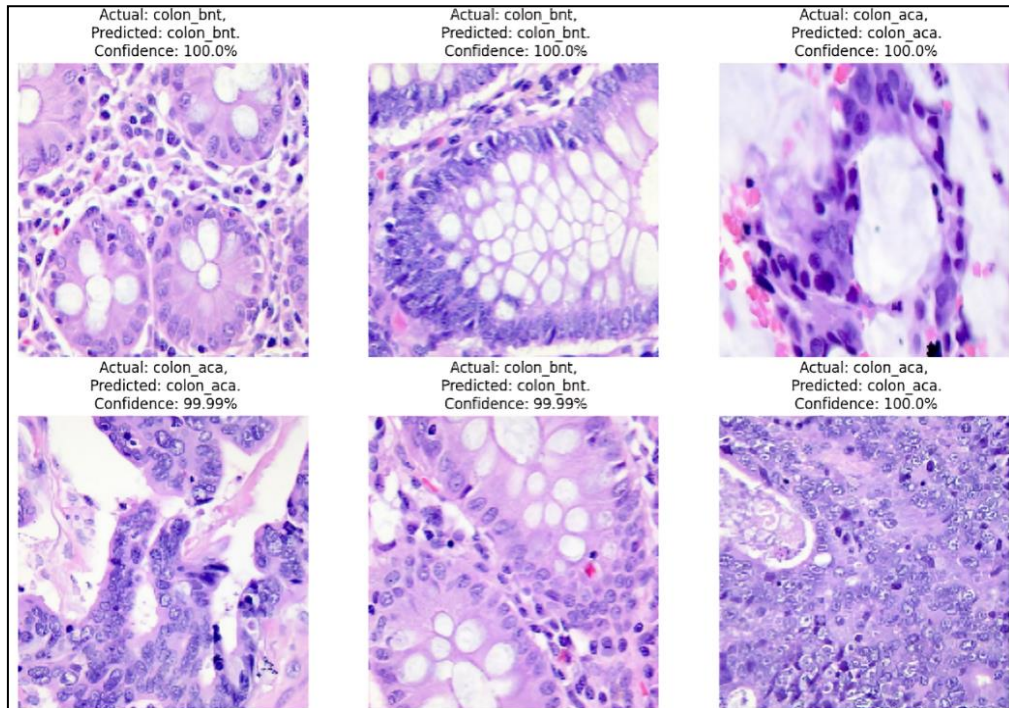 Actual: colon_bnt,
Predicted: colon_bnt.
Confidence: 100.0%
Actual: colon_bnt,
Predicted: colon_bnt.
Confidence: 100.0%
Actual: colon_aca,
Predicted: colon_aca.
Confidence: 100.0%
Actual: colon_aca,
Predicted: colon_aca.
Confidence: 99.99%
Actual: colon_bnt,
Predicted: colon_bnt.
Confidence: 99.99%
Actual: colon_aca,
Predicted: colon_aca.
Confidence: 100.0%